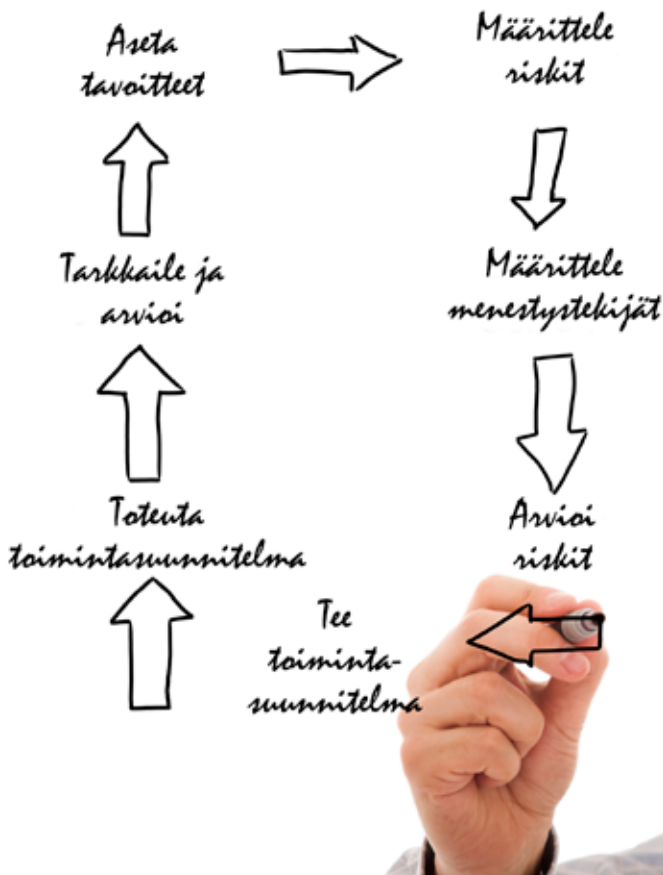 Aseta
tavoitteet
Määrittele
riskit
Määrittele
menestystekijät
Arvioi
riskit
Tee
toiminta-
suunnitelma
Toteuta
toimintasuunnitelma
Tarkkaile ja
arvioi